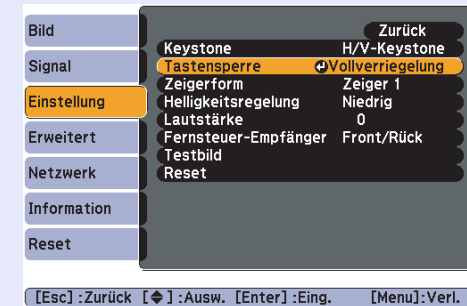 Bild
Signal
Einstellung
Erweitert
Netzwerk
Information
Reset
Zurück
Keystone H/V-Keystone
Tastensperre Vollverriegelung
Zeigerform Zeiger 1
Helligkeitsregelung Niedrig
Lautstärke 0
Fernsteuer-Empfänger Front/Rück
Testbild
Reset
[Esc] :Zurück [◆] :Ausw. [Enter] :Eing. [Menu]:Verl.